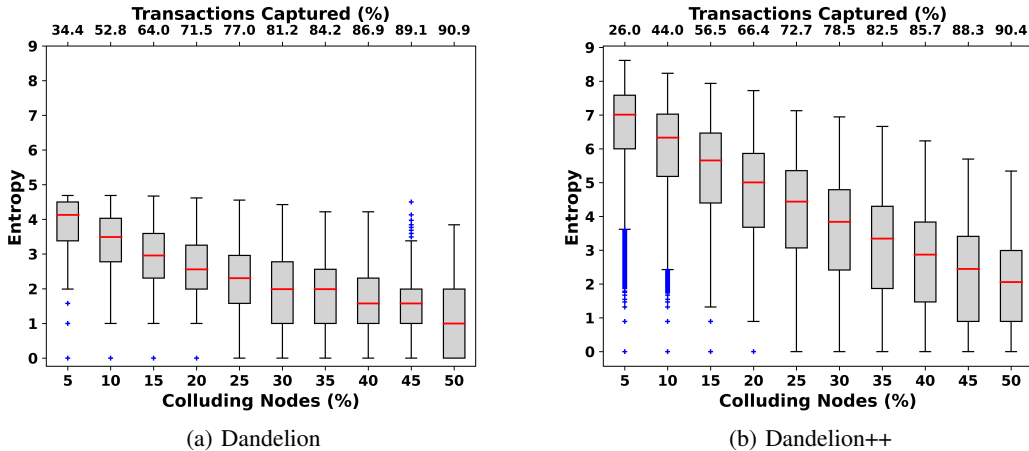 Transactions Captured (%)
34.4 52.8 64.0 71.5 77.0 81.2 84.2 86.9 89.1 90.9
9
8
7
6
5
4
3
2
1
0
Entropy
5 10 15 20 25 30 35 40 45 50
Colluding Nodes (%)
(a) Dandelion
Transactions Captured (%)
26.0 44.0 56.5 66.4 72.7 78.5 82.5 85.7 88.3 90.4
9
8
7
6
5
4
3
2
1
0
Entropy
5 10 15 20 25 30 35 40 45 50
Colluding Nodes (%)
(b) Dandelion++